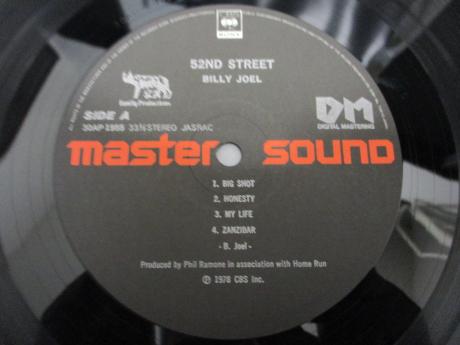 CBS
SONY
52ND STREET
BILLY JOEL
Family Productions
DM
DIGITAL MASTERING
SIDE A
30AP 1955 33⅓ STEREO JASRAC
master sound
1. BIG SHOT
2. HONESTY
3. MY LIFE
4. ZANZIBAR
- B. Joel -
Produced by Phil Ramone in association with Home Run
Ⓟ 1978 CBS Inc.